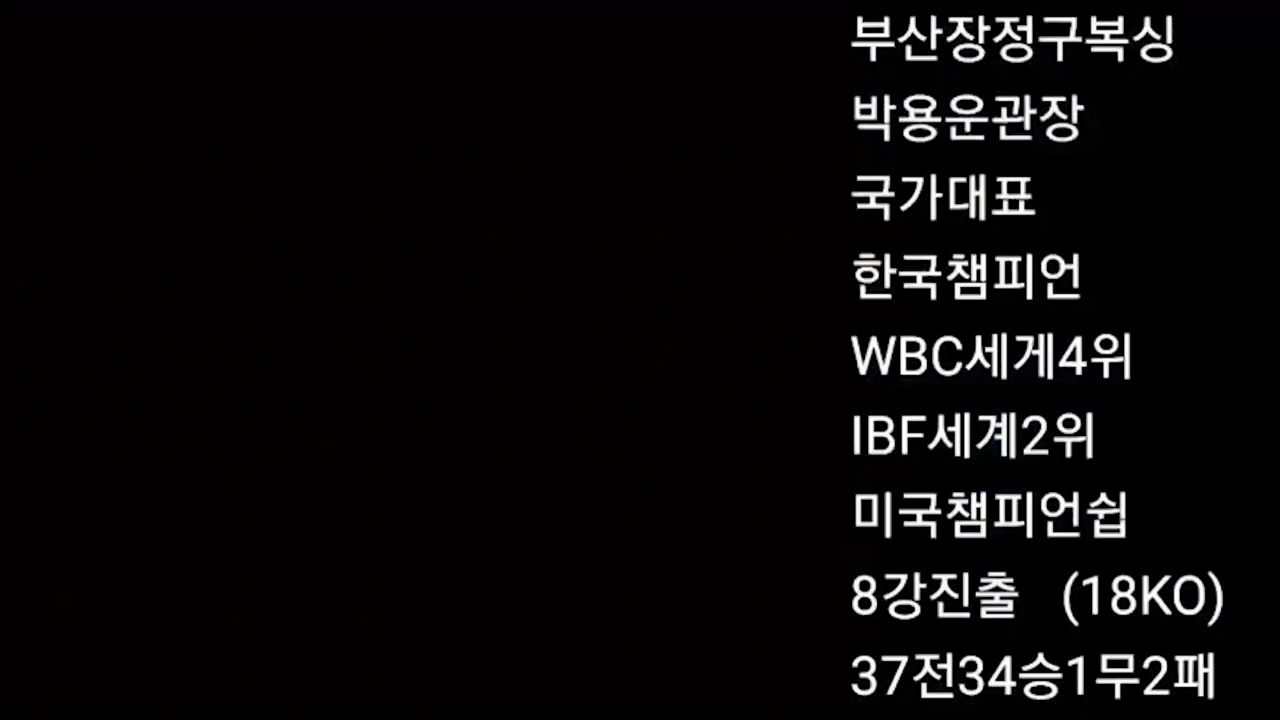 부산장정구복싱
박용운관장
국가대표
한국챔피언
WBC세게4위
IBF세계2위
미국챔피언쉽
8강진출 (18KO)
37전34승1무2패